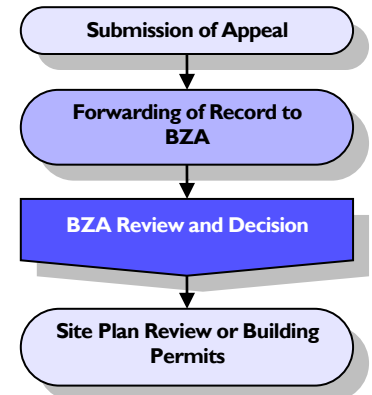 Submission of Appeal
Forwarding of Record to
BZA
BZA Review and Decision
Site Plan Review or Building
Permits